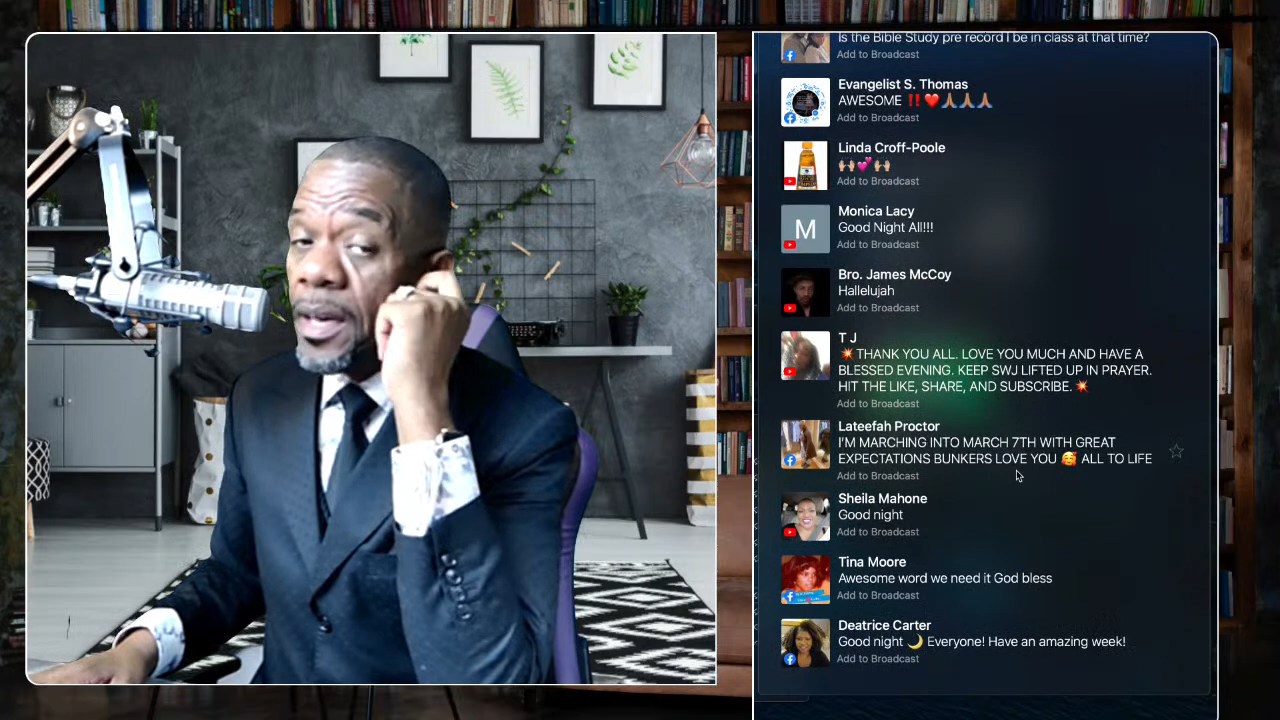 Is the Bible Study pre record I be in class at that time?
Add to Broadcast
Evangelist S. Thomas
AWESOME ‼️❤️🙏🏽🙏🏽🙏🏽
Add to Broadcast
Linda Croff-Poole
🙌🏼💕🙌🏼
Add to Broadcast
M
Monica Lacy
Good Night All!!!
Add to Broadcast
Bro. James McCoy
Hallelujah
Add to Broadcast
T J
💥THANK YOU ALL. LOVE YOU MUCH AND HAVE A
BLESSED EVENING. KEEP SWJ LIFTED UP IN PRAYER.
HIT THE LIKE, SHARE, AND SUBSCRIBE.💥
Add to Broadcast
Lateefah Proctor
I'M MARCHING INTO MARCH 7TH WITH GREAT
EXPECTATIONS BUNKERS LOVE YOU 🥰 ALL TO LIFE
Add to Broadcast
Sheila Mahone
Good night
Add to Broadcast
Tina Moore
Awesome word we need it God bless
Add to Broadcast
Deatrice Carter
Good night 🌙 Everyone! Have an amazing week!
Add to Broadcast